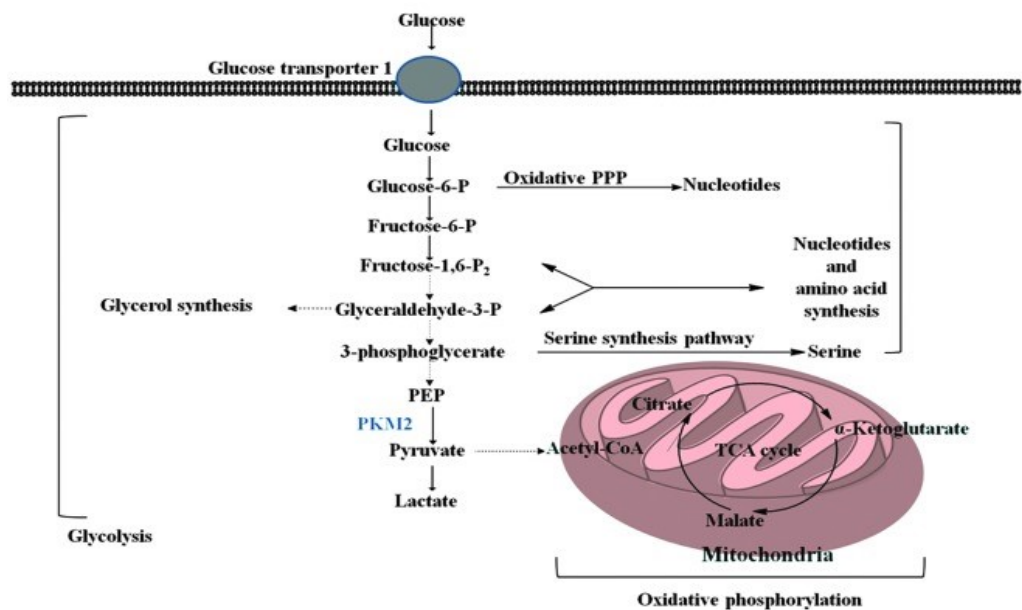 Glucose
Glucose transporter 1
Glucose
Glucose-6-P
Oxidative PPP
Nucleotides
Fructose-6-P
Fructose-1,6-P₂
Nucleotides
and
amino acid
synthesis
Glycerol synthesis
Glyceraldehyde-3-P
Serine synthesis pathway
3-phosphoglycerate
Serine
PEP
PKM2
Citrate
α-Ketoglutarate
Pyruvate
Acetyl-CoA
TCA cycle
Lactate
Malate
Glycolysis
Mitochondria
Oxidative phosphorylation